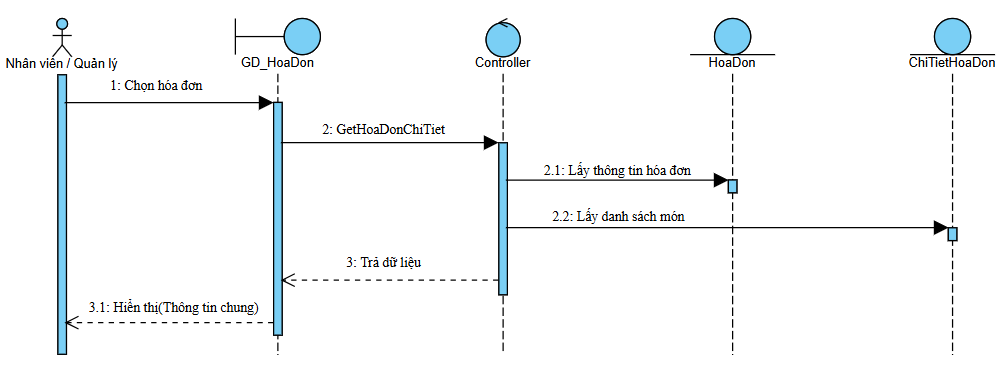 Nhân viên / Quản lý
GD_HoaDon
Controller
HoaDon
ChiTietHoaDon
1: Chọn hóa đơn
2: GetHoaDonChiTiet
2.1: Lấy thông tin hóa đơn
2.2: Lấy danh sách món
3: Trả dữ liệu
3.1: Hiển thị(Thông tin chung)